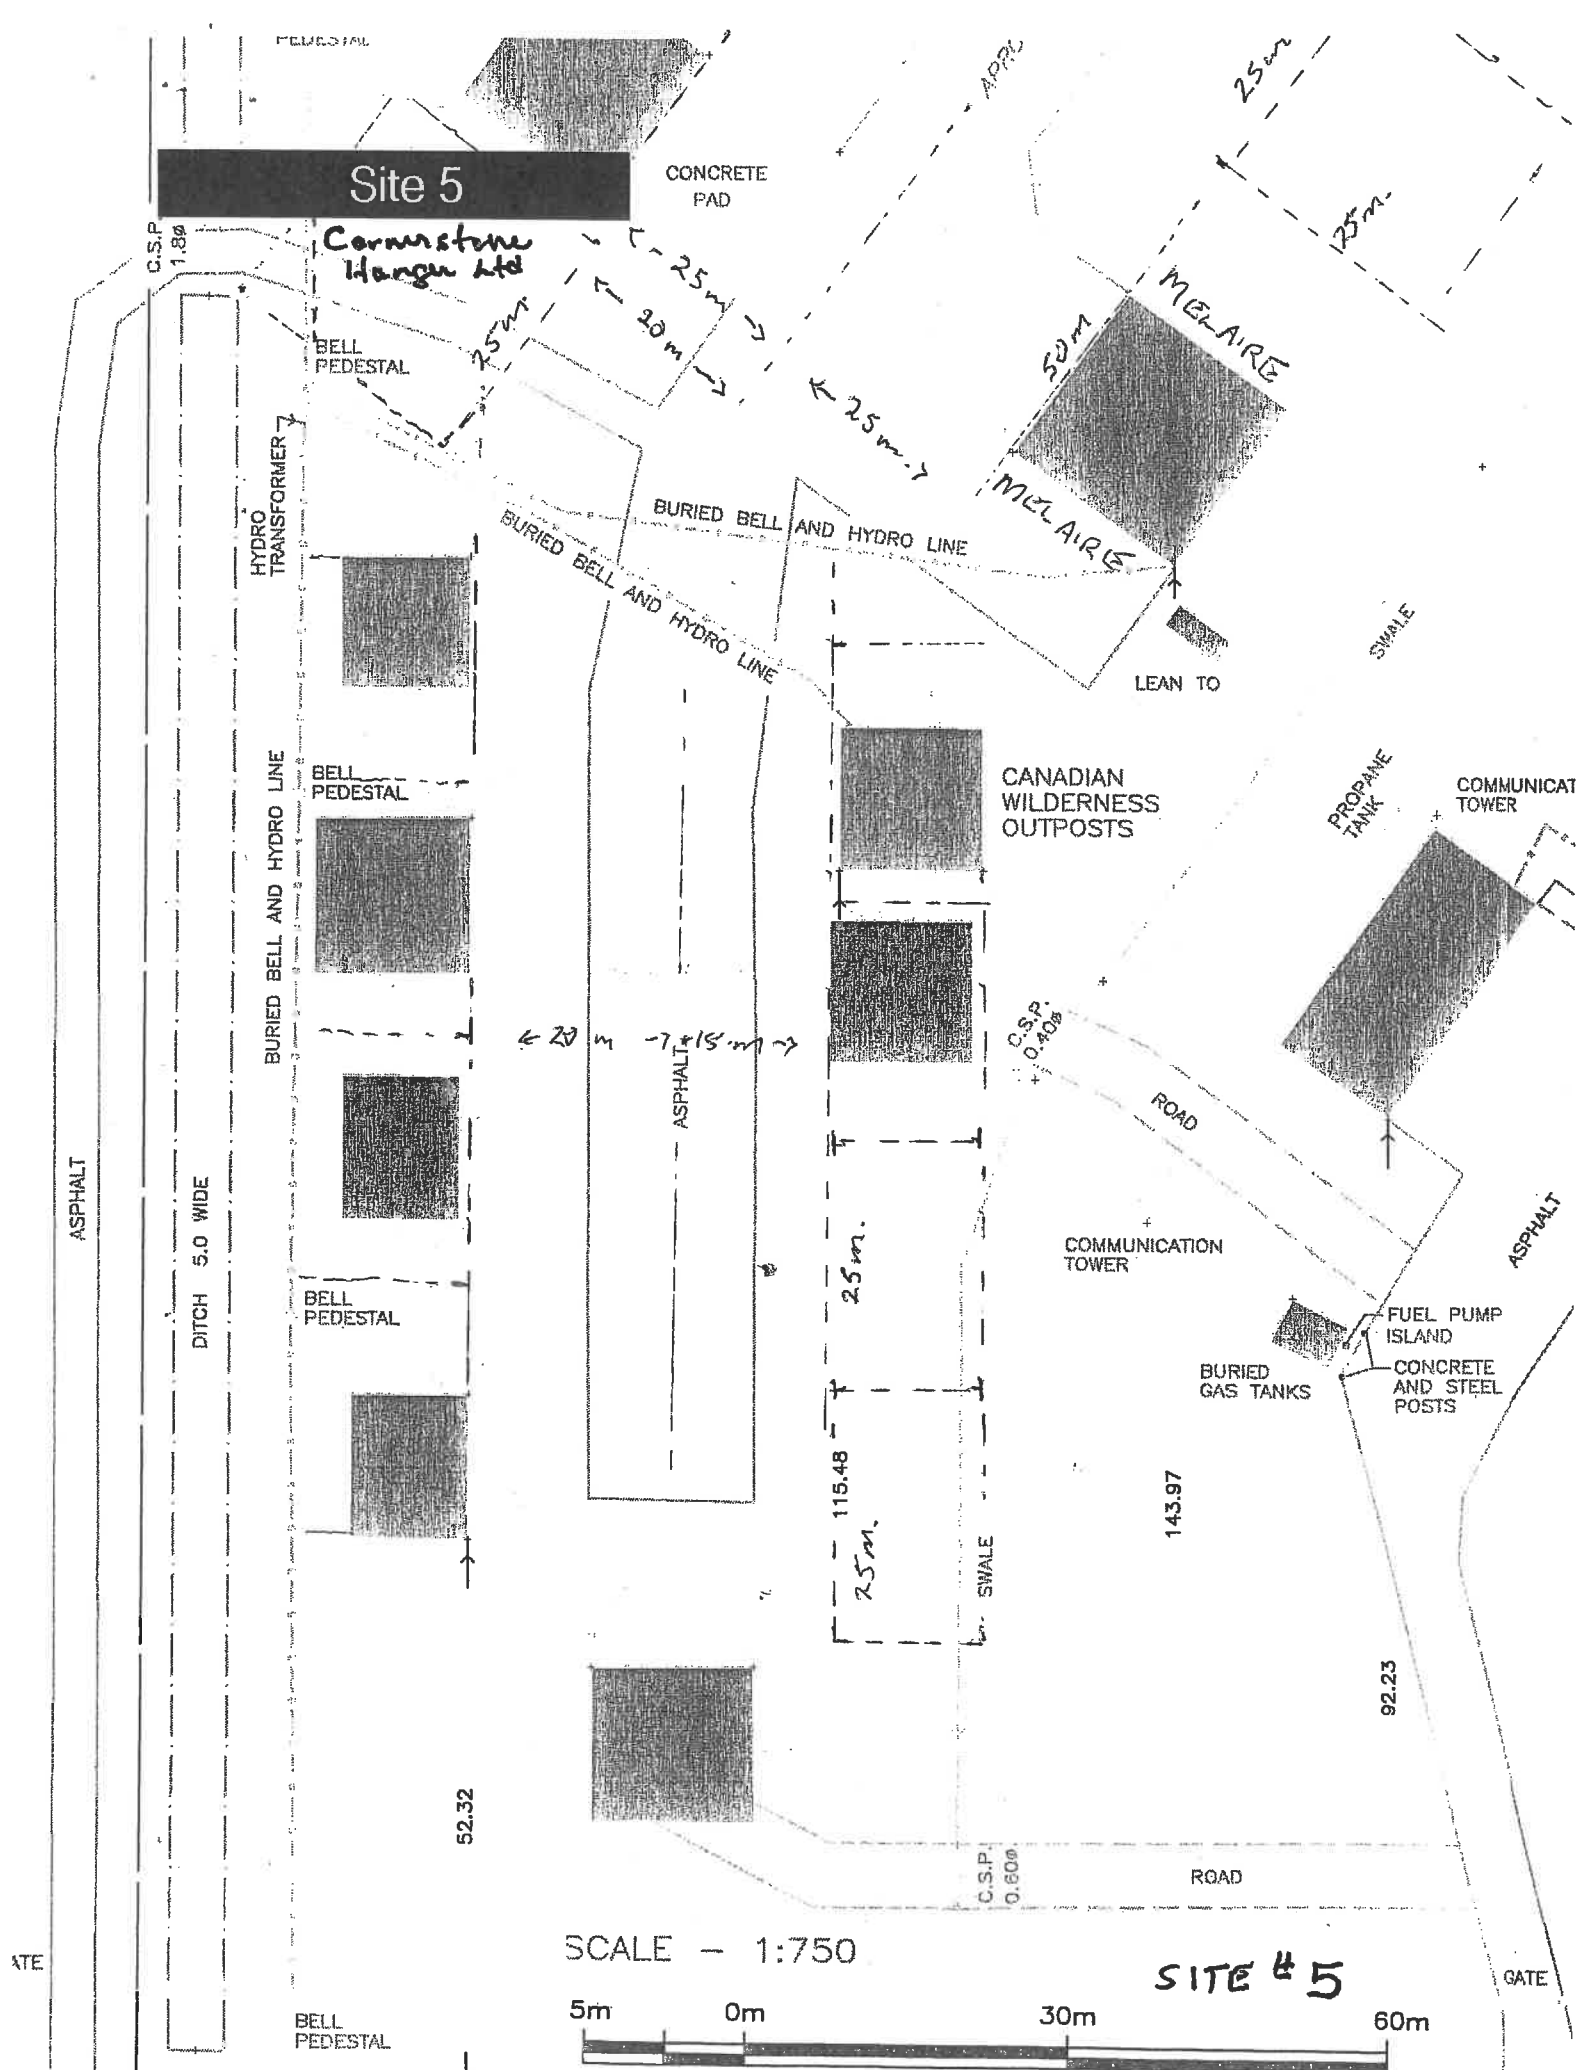 PEDESTAL
APRO
25m
Site 5
CONCRETE
PAD
C.S.P.
1.8ø
Cornerstone
Hanger Ltd
25m
20m
25m
25m.
25m.
50m
MELAIRE
MELAIRE
BELL
PEDESTAL
HYDRO
TRANSFORMER
BURIED BELL AND HYDRO LINE
BURIED BELL AND HYDRO LINE
SWALE
LEAN TO
BELL
PEDESTAL
BURIED BELL AND HYDRO LINE
CANADIAN
WILDERNESS
OUTPOSTS
PROPANE
TANK
COMMUNICAT
TOWER
20 m
15 m
ASPHALT
C.S.P.
0.40ø
ROAD
ASPHALT
DITCH 5.0 WIDE
ASPHALT
COMMUNICATION
TOWER
25m.
BELL
PEDESTAL
FUEL PUMP
ISLAND
BURIED
GAS TANKS
CONCRETE
AND STEEL
POSTS
115.48
25m.
143.97
SWALE
92.23
52.32
C.S.P.
0.60ø
ROAD
SCALE - 1:750
SITE #5
ATE
GATE
BELL
PEDESTAL
5m 0m 30m 60m